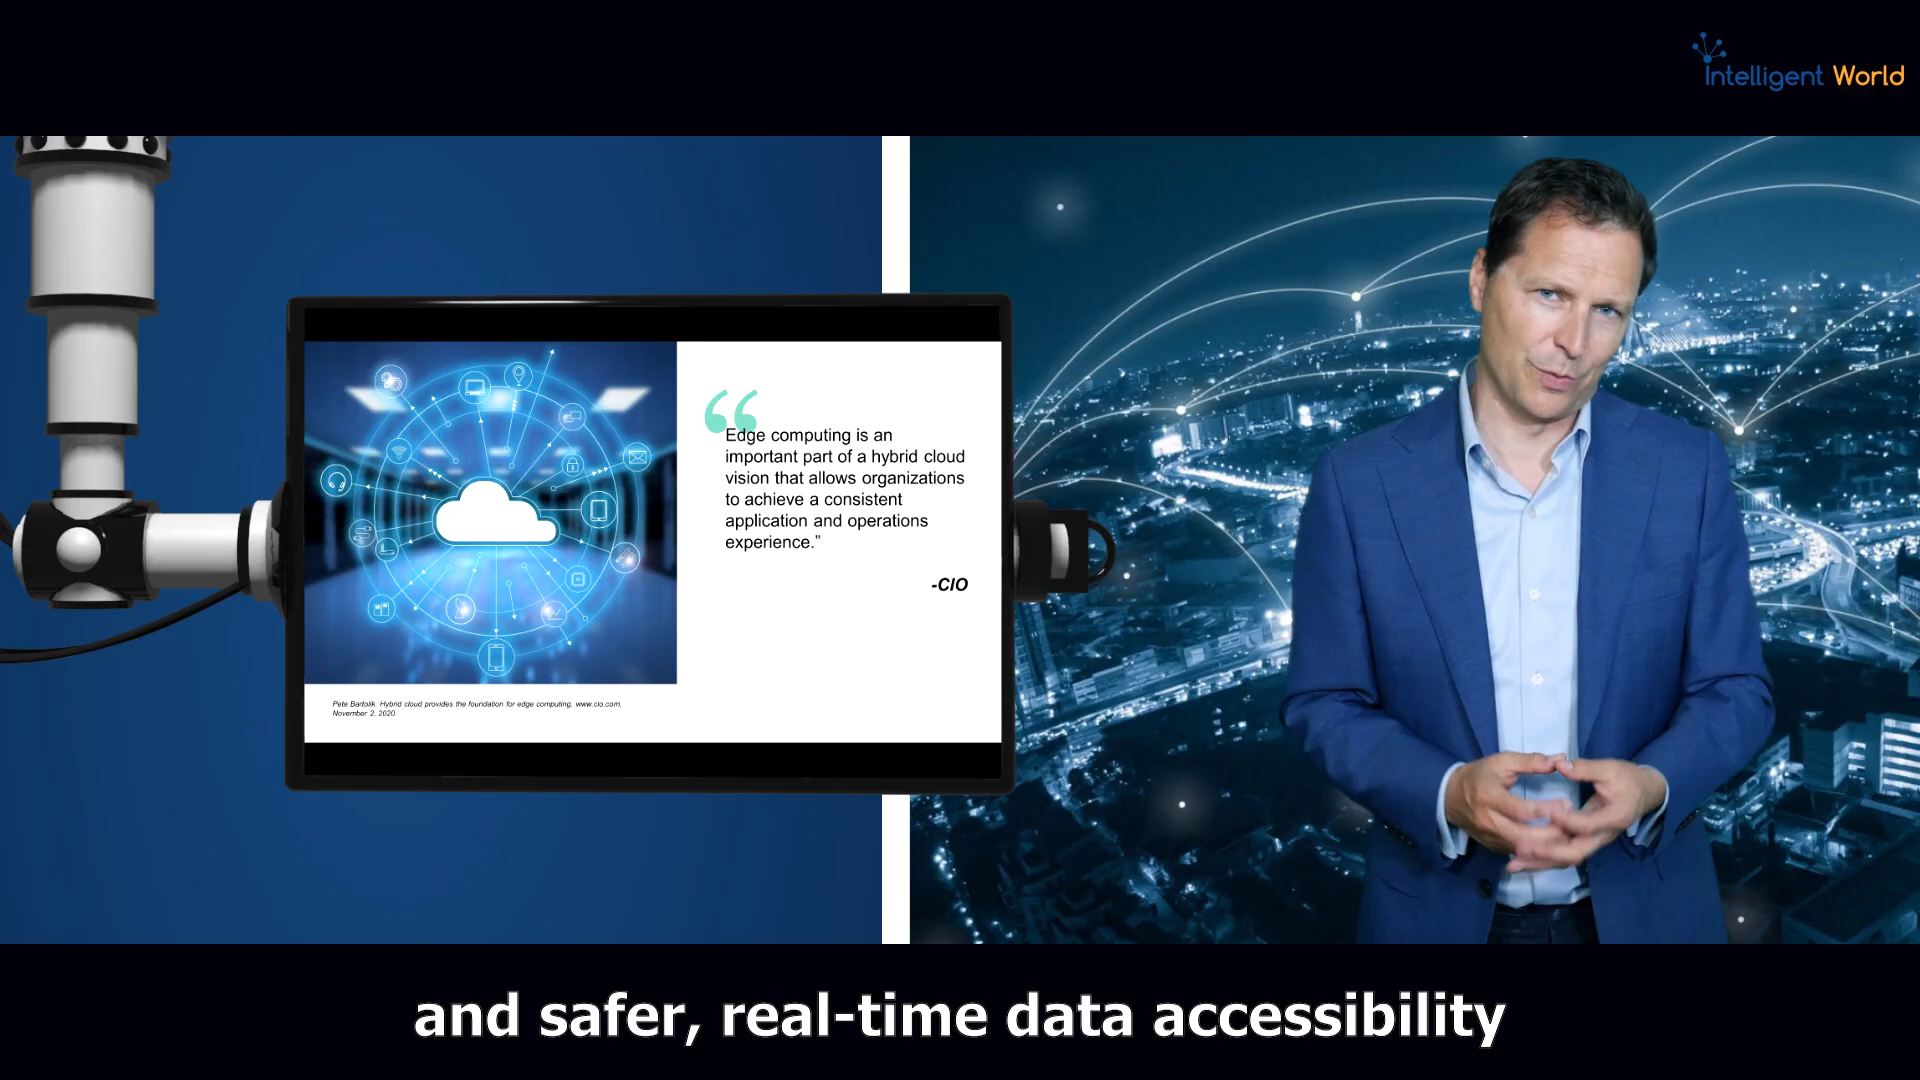 Intelligent World
“
Edge computing is an
important part of a hybrid cloud
vision that allows organizations
to achieve a consistent
application and operations
experience.”
-CIO
Pete Bartolik. Hybrid cloud provides the foundation for edge computing. www.cio.com.
November 2, 2020
and safer, real-time data accessibility